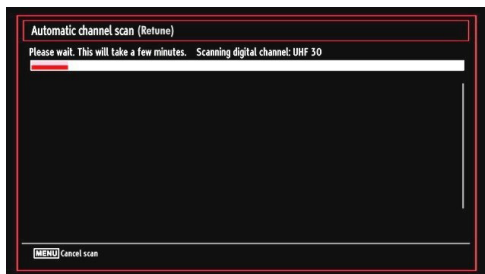 Automatic channel scan (Retune)
Please wait. This will take a few minutes. Scanning digital channel: UHF 30
MENU Cancel scan